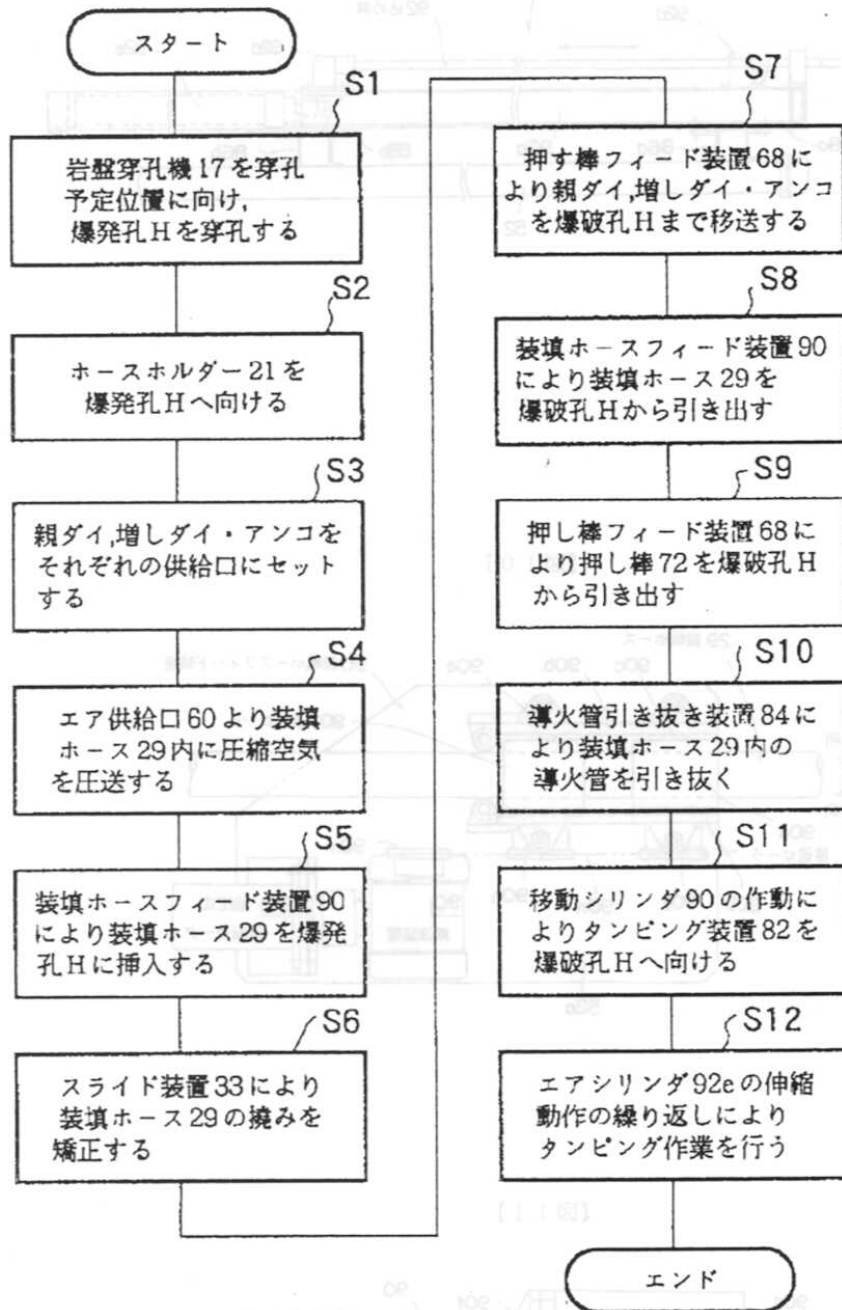 スタート
S1
岩盤穿孔機17を穿孔
予定位置に向け,
爆発孔Hを穿孔する
S2
ホースホルダー21を
爆発孔Hへ向ける
S3
親ダイ,増しダイ・アンコを
それぞれの供給口にセット
する
S4
エア供給口60より装填
ホース29内に圧縮空気
を圧送する
S5
装填ホースフィード装置90
により装填ホース29を爆発
孔Hに挿入する
S6
スライド装置33により
装填ホース29の撓みを
矯正する
S7
押す棒フィード装置68に
より親ダイ,増しダイ・アンコ
を爆破孔Hまで移送する
S8
装填ホースフィード装置90
により装填ホース29を
爆破孔Hから引き出す
S9
押し棒フィード装置68に
より押し棒72を爆破孔H
から引き出す
S10
導火管引き抜き装置84に
より装填ホース29内の
導火管を引き抜く
S11
移動シリンダ90の作動に
よりタンピング装置82を
爆破孔Hへ向ける
S12
エアシリンダ92eの伸縮
動作の繰り返しにより
タンピング作業を行う
エンド